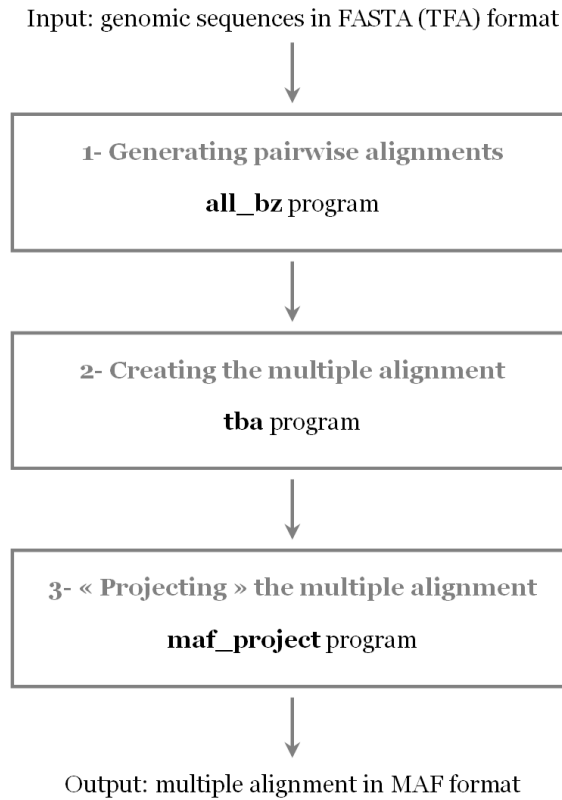 Input: genomic sequences in FASTA (TFA) format
1- Generating pairwise alignments
all_bz program
2- Creating the multiple alignment
tba program
3- « Projecting » the multiple alignment
maf_project program
Output: multiple alignment in MAF format